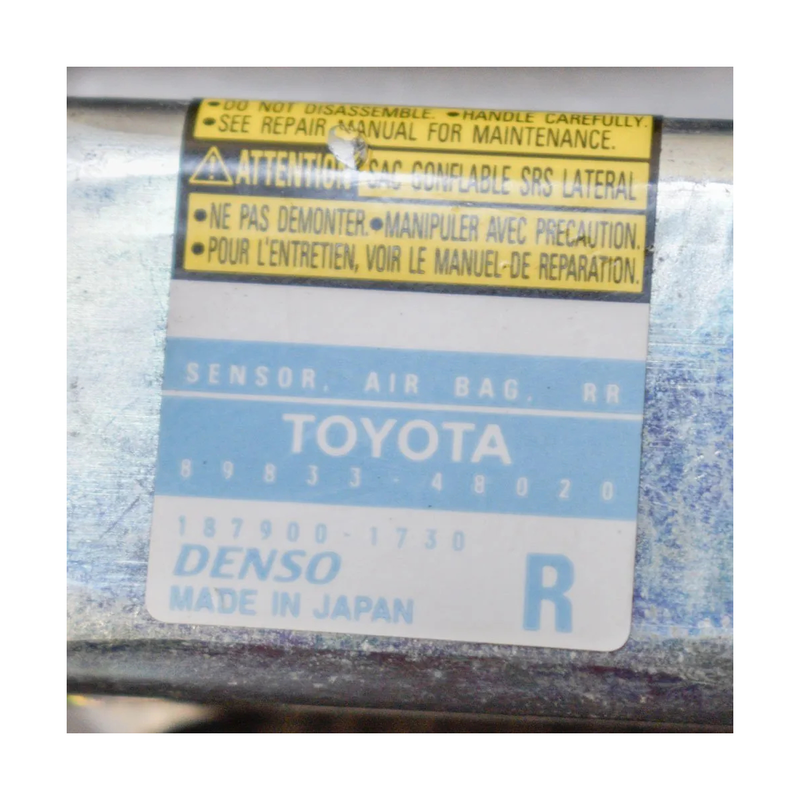 •DO NOT DISASSEMBLE. •HANDLE CAREFULLY.
•SEE REPAIR MANUAL FOR MAINTENANCE.
ATTENTION SAC GONFLABLE SRS LATERAL
•NE PAS DEMONTER.•MANIPULER AVEC PRECAUTION.
•POUR L'ENTRETIEN, VOIR LE MANUEL DE REPARATION.
SENSOR, AIR BAG, RR
TOYOTA
89833-48020
187900-1730
DENSO
MADE IN JAPAN
R